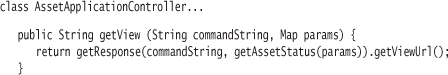 class AssetApplicationController...
public String getView (String commandString, Map params) {
return getResponse(commandString, getAssetStatus(params)).getViewUrl();
}